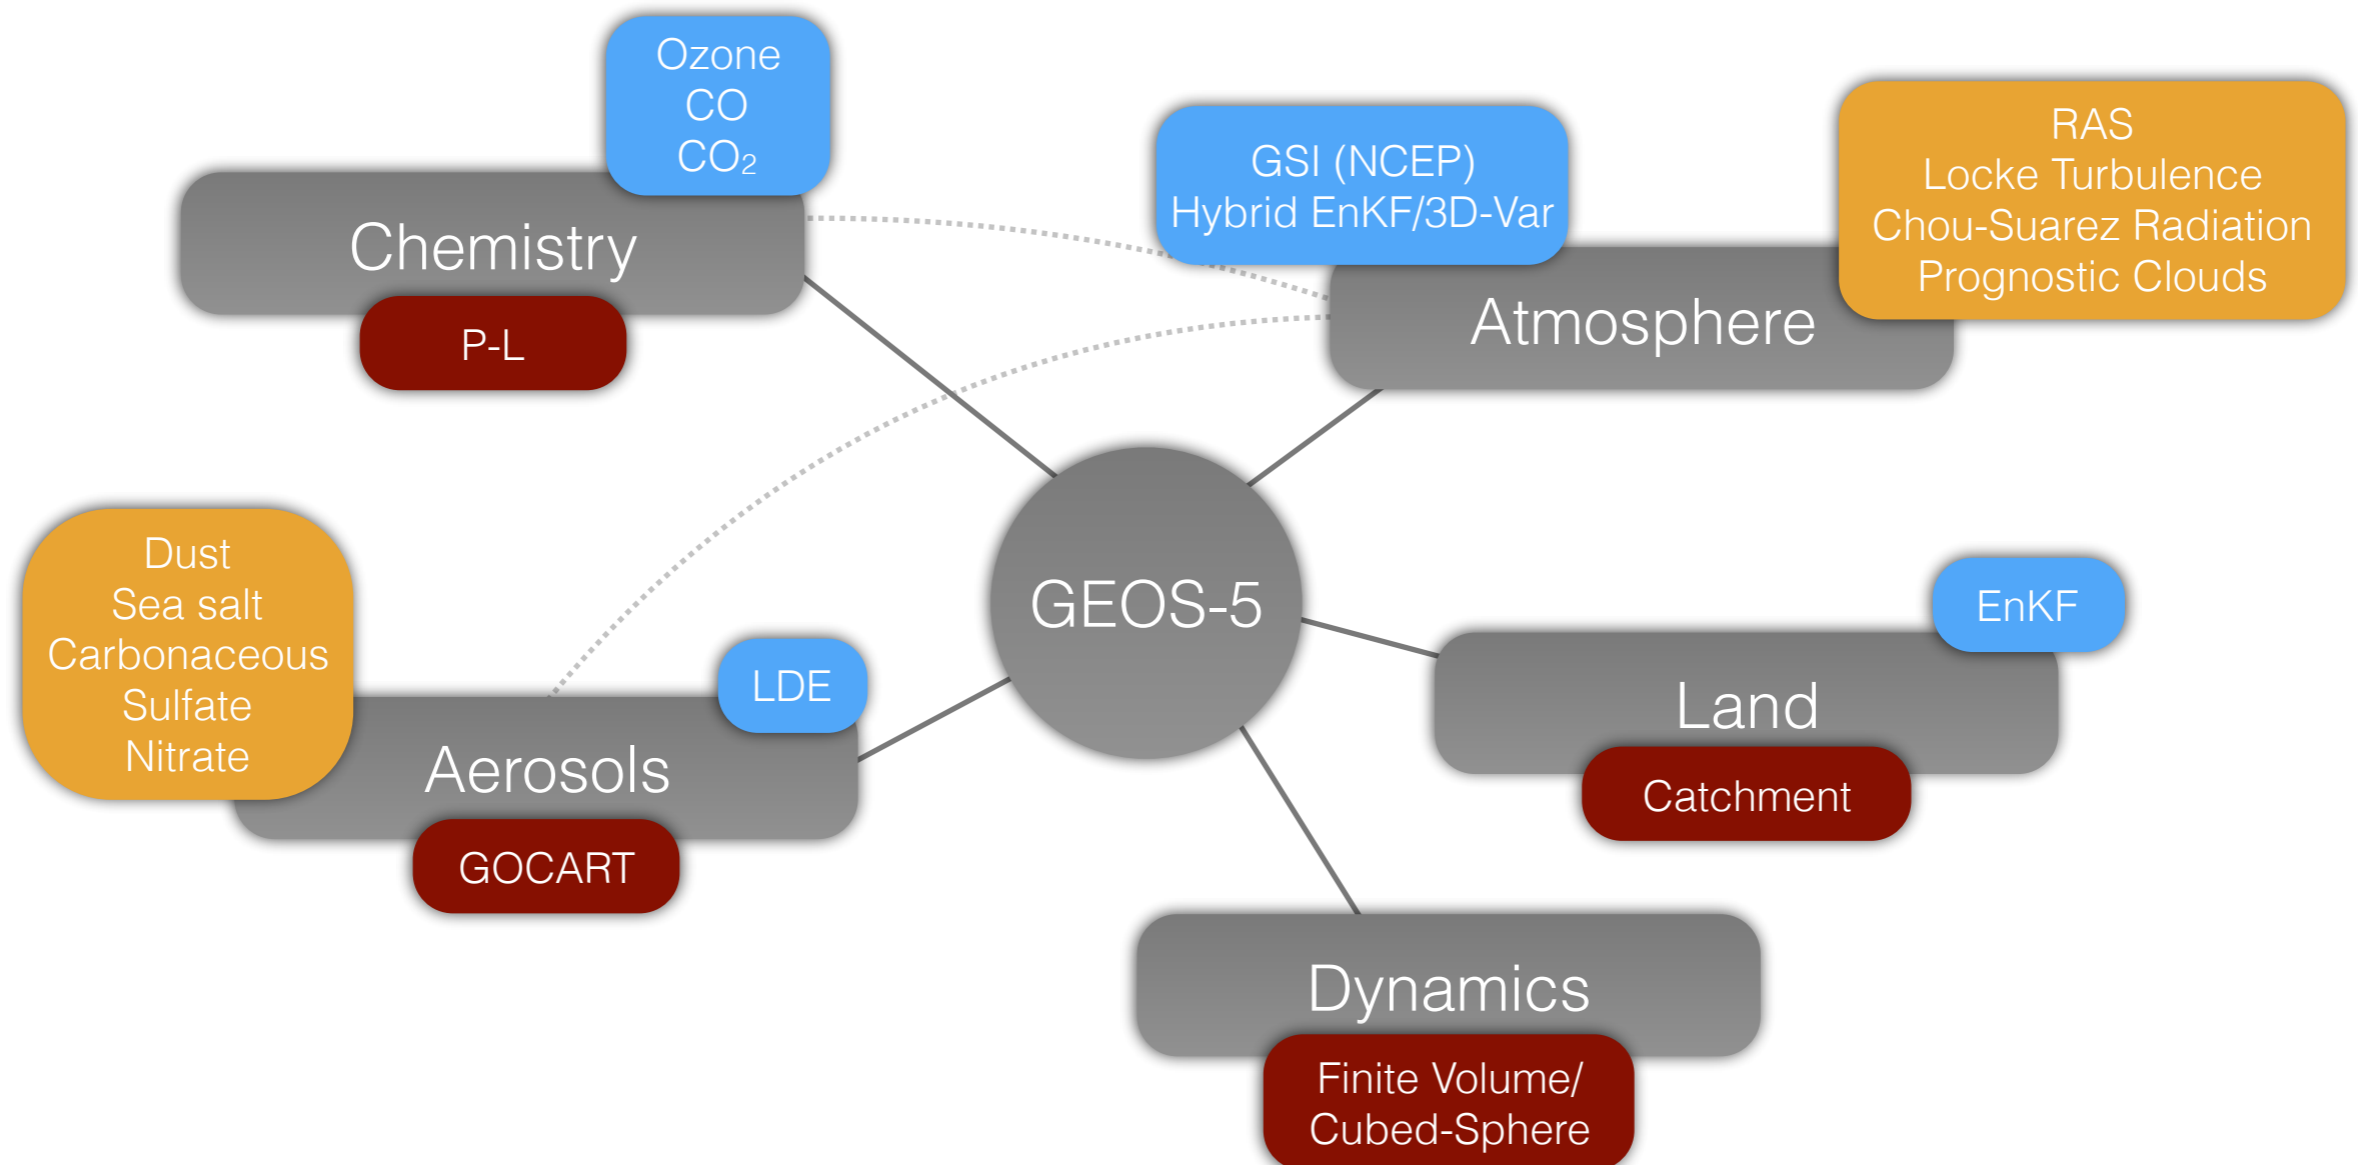 Ozone
CO
CO₂
Chemistry
P-L
GSI (NCEP)
Hybrid EnKF/3D-Var
RAS
Locke Turbulence
Chou-Suarez Radiation
Prognostic Clouds
Atmosphere
GEOS-5
Dust
Sea salt
Carbonaceous
Sulfate
Nitrate
LDE
Aerosols
GOCART
EnKF
Land
Catchment
Dynamics
Finite Volume/
Cubed-Sphere